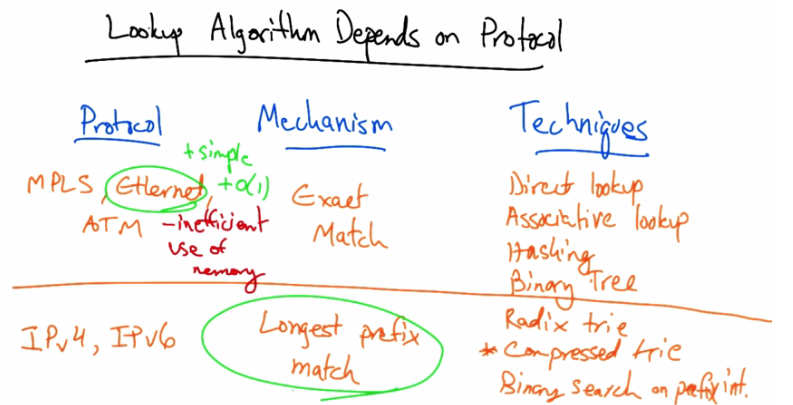 Lookup Algorithm Depends on Protocol
Protocol
Mechanism
Techniques
+simple
MPLS, Ethernet, +O(1)
ATM
-inefficient
use of
memory
Exact
Match
Direct lookup
Associative lookup
Hashing
Binary Tree
IPv4, IPv6
Longest prefix
match
Radix trie
* Compressed trie
Binary search on prefix int.